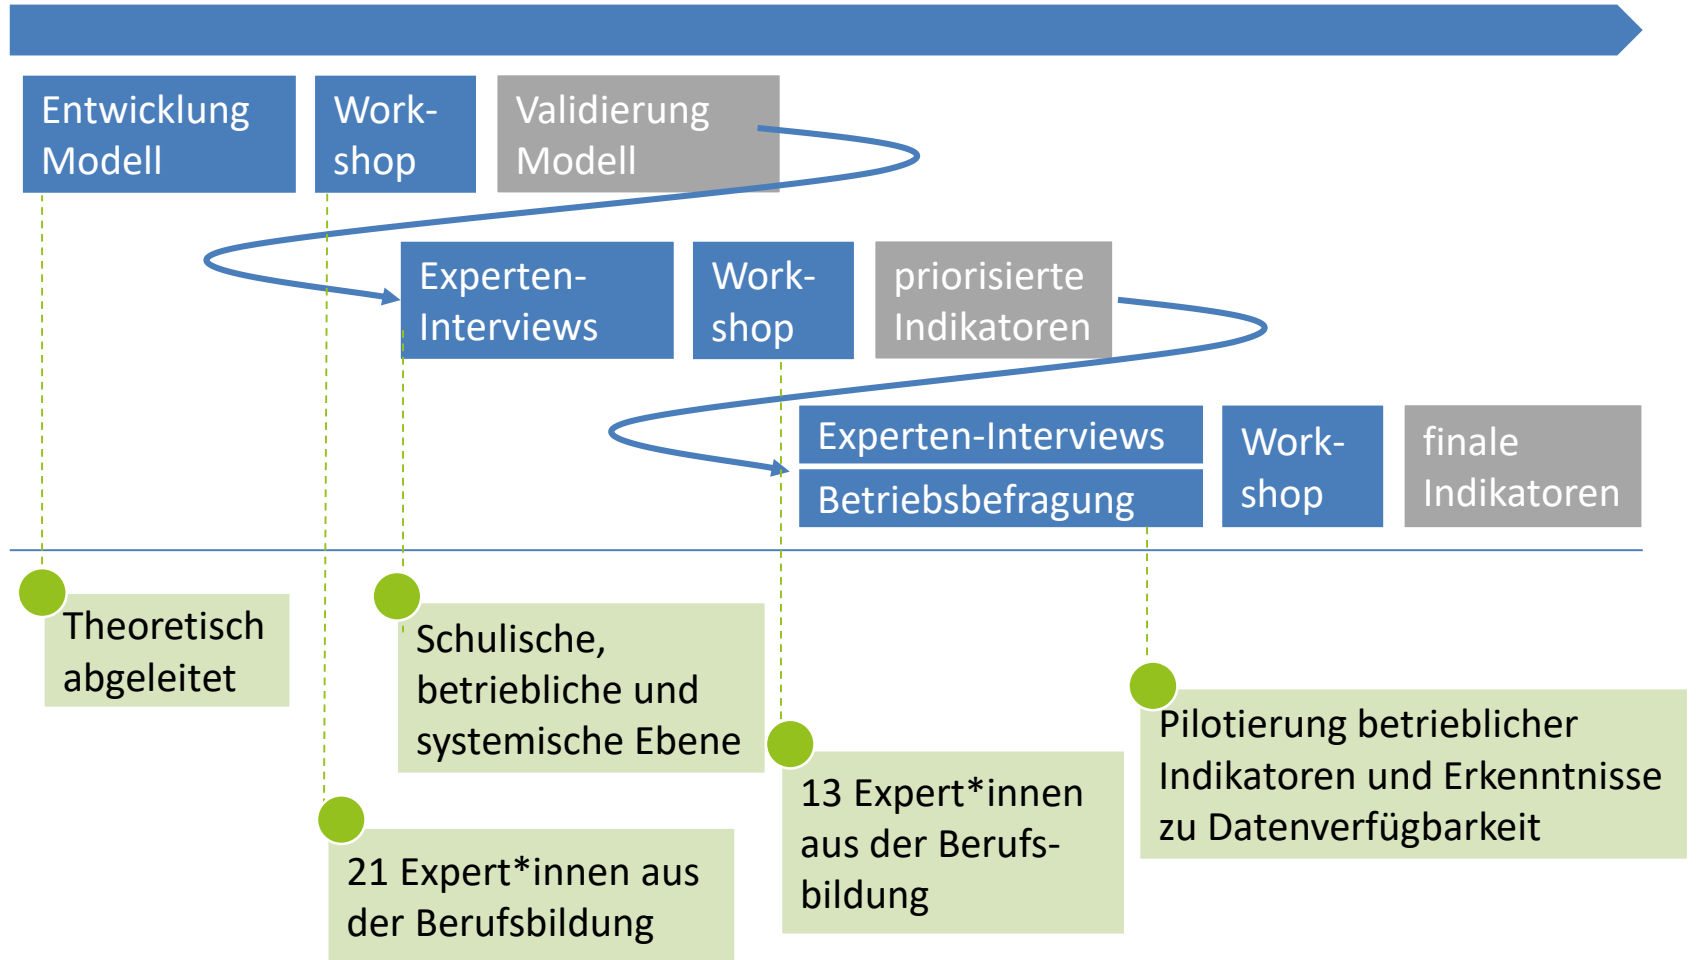 Entwicklung
Modell
Work-
shop
Validierung
Modell
Experten-
Interviews
Work-
shop
priorisierte
Indikatoren
Experten-Interviews
Betriebsbefragung
Work-
shop
finale
Indikatoren
Theoretisch
abgeleitet
21 Expert*innen aus
der Berufsbildung
Schulische,
betriebliche und
systemische Ebene
13 Expert*innen
aus der Berufs-
bildung
Pilotierung betrieblicher
Indikatoren und Erkenntnisse
zu Datenverfügbarkeit